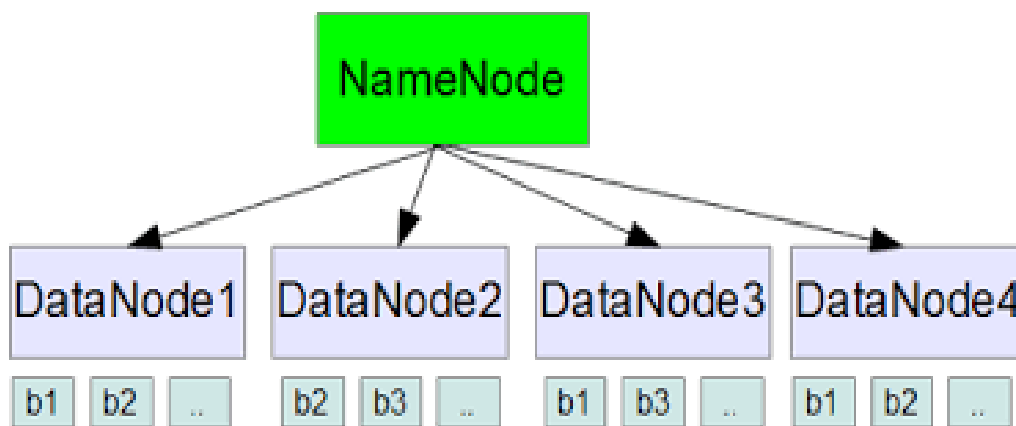 NameNode
DataNode1 DataNode2 DataNode3 DataNode4
b1 b2 .. b2 b3 .. b1 b3 .. b1 b2 ..